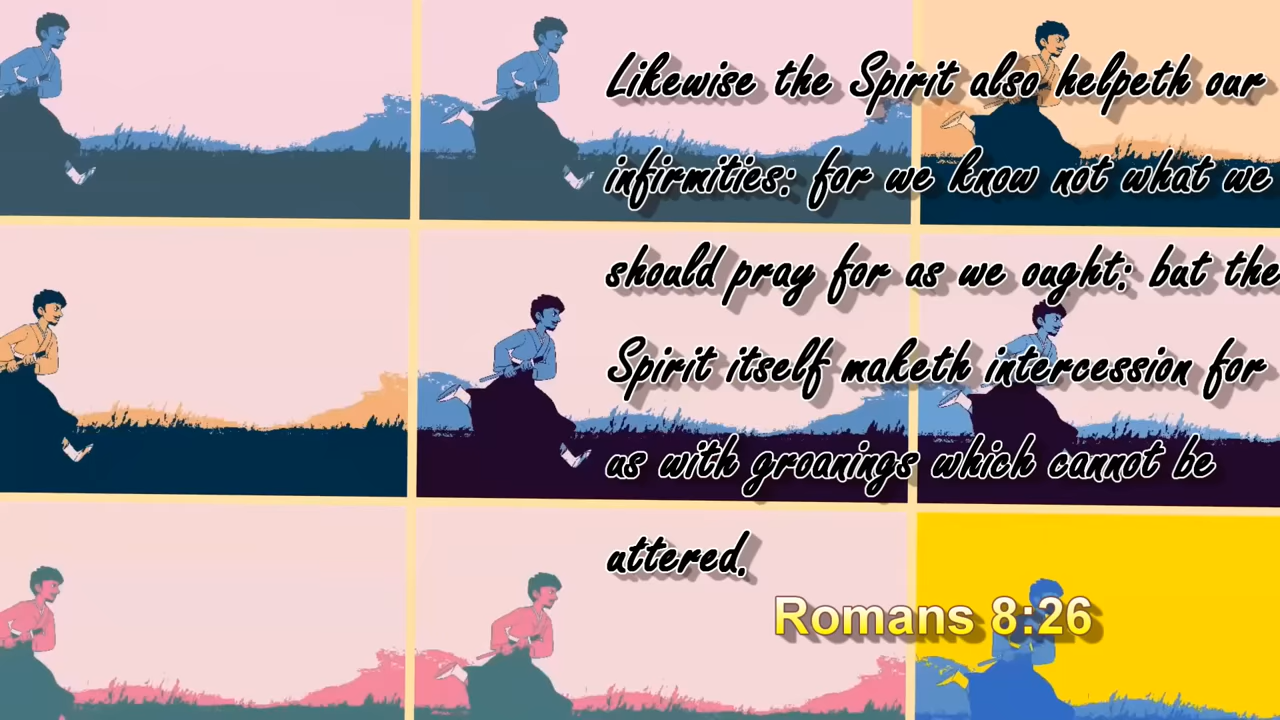 Likewise the Spirit also helpeth our
infirmities: for we know not what we
should pray for as we ought: but the
Spirit itself maketh intercession for
us with groanings which cannot be
uttered.
Romans 8:26